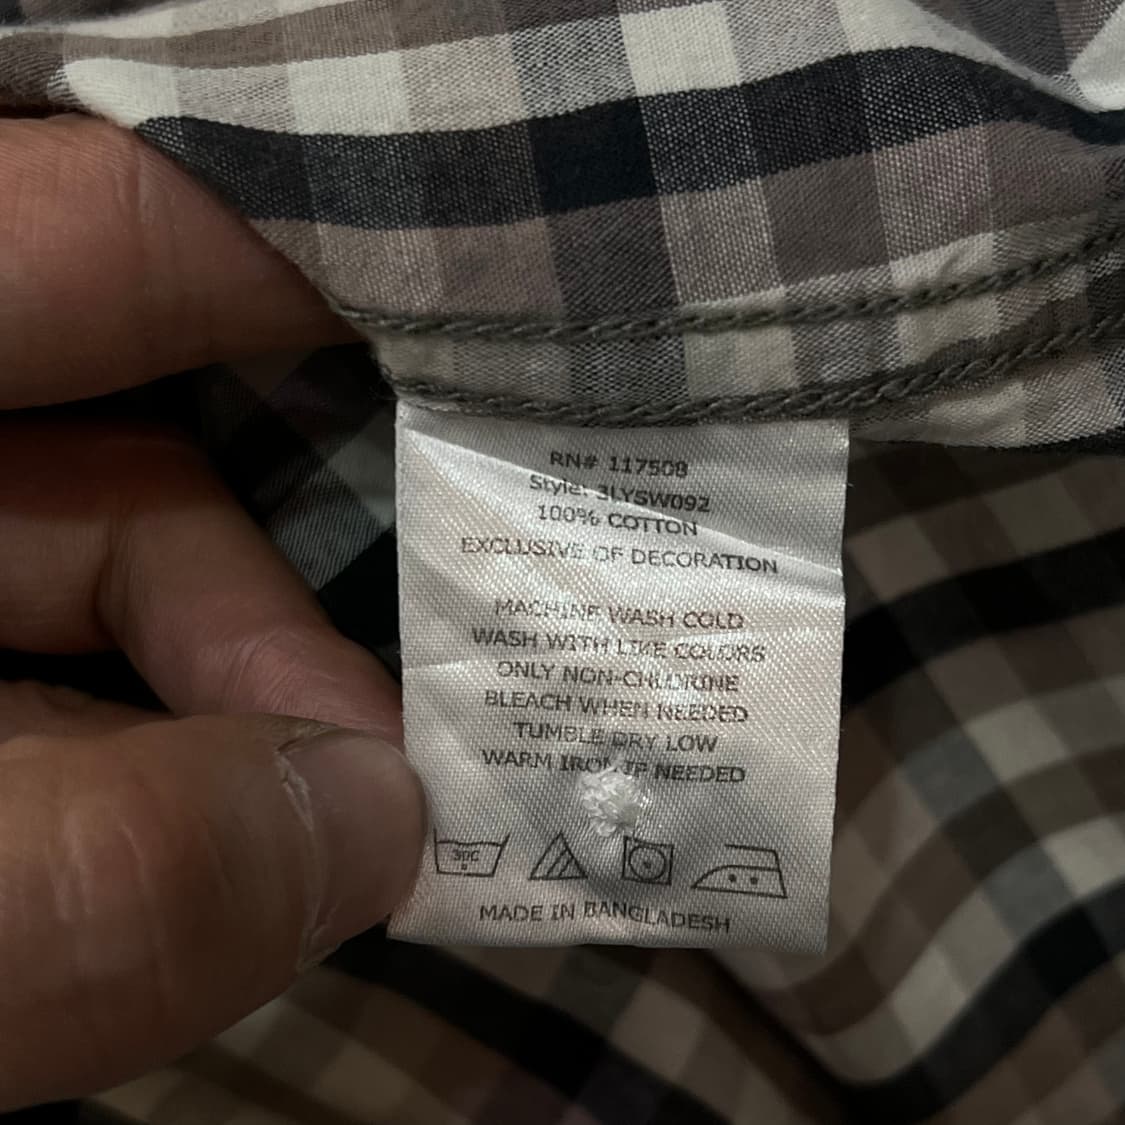 RN# 117508
Style: 3LYSW092
100% COTTON
EXCLUSIVE OF DECORATION
MACHINE WASH COLD
WASH WITH LIKE COLORS
ONLY NON-CHLORINE
BLEACH WHEN NEEDED
TUMBLE DRY LOW
WARM IRON IF NEEDED
30C
MADE IN BANGLADESH